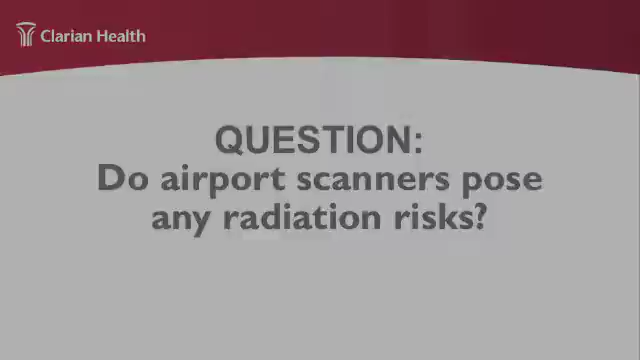 Clarian Health
QUESTION:
Do airport scanners pose
any radiation risks?